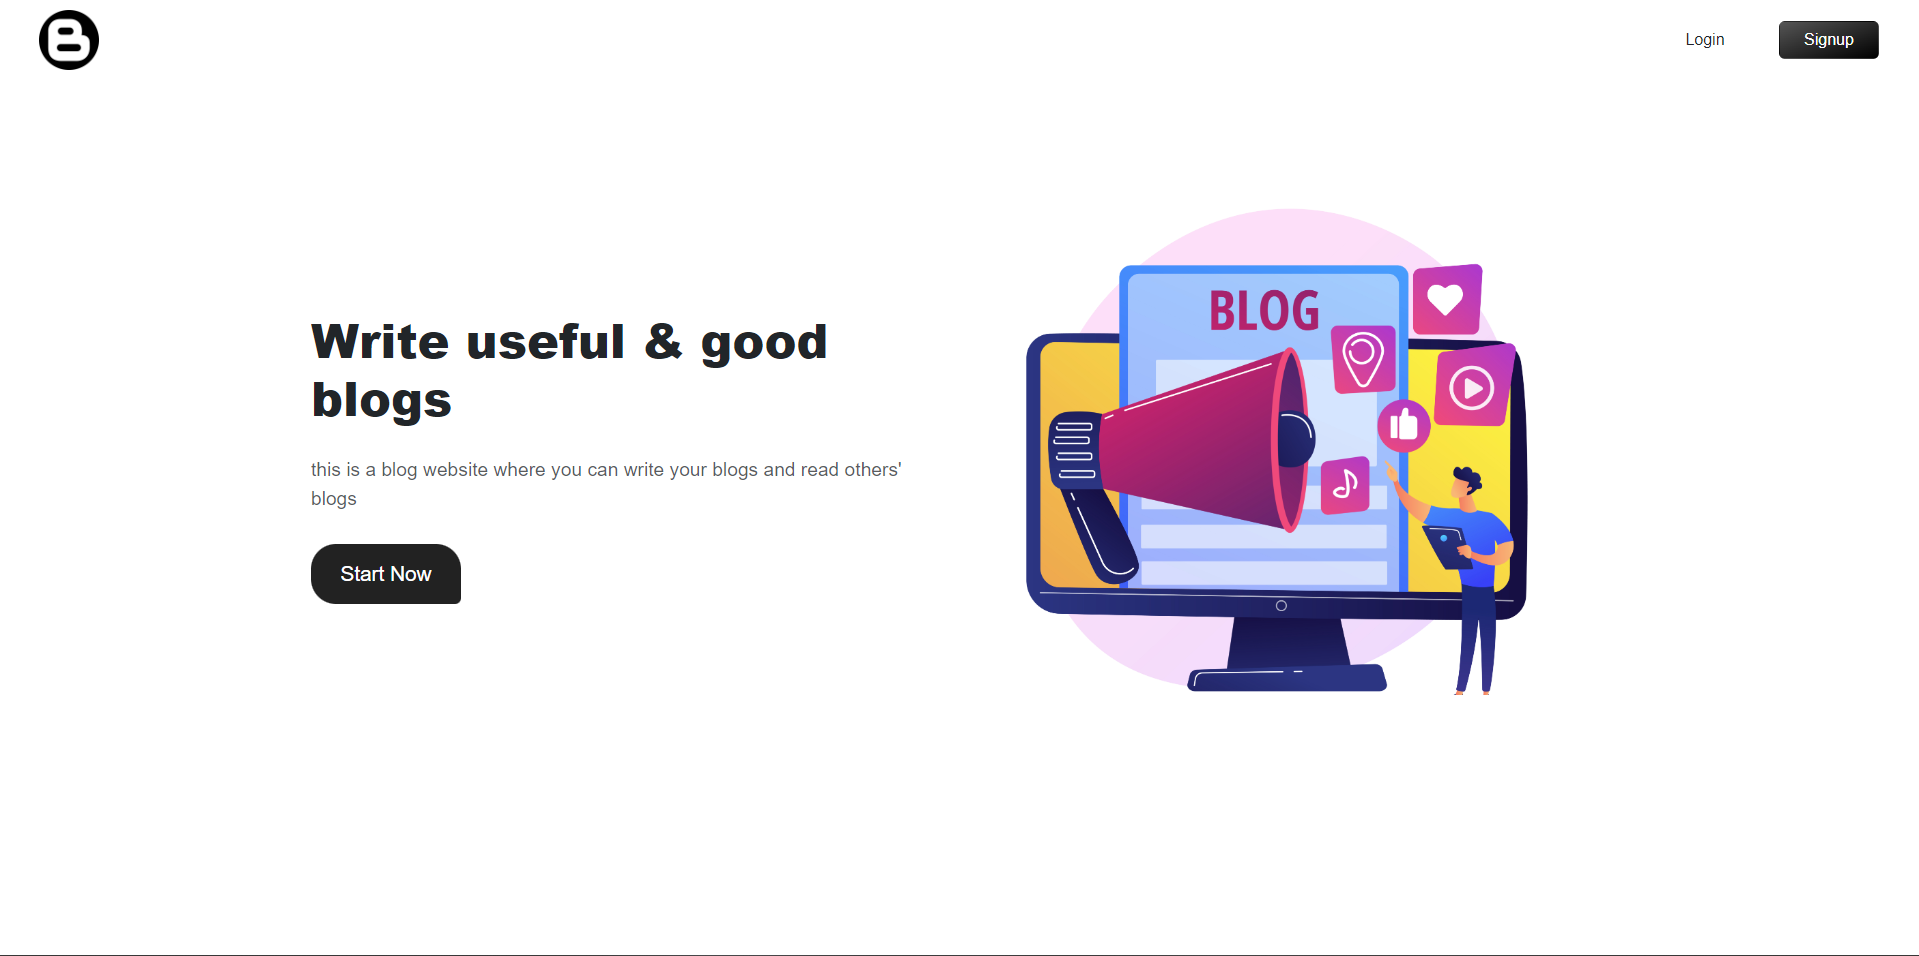 Login
Signup
Write useful & good
blogs
this is a blog website where you can write your blogs and read others'
blogs
Start Now
BLOG